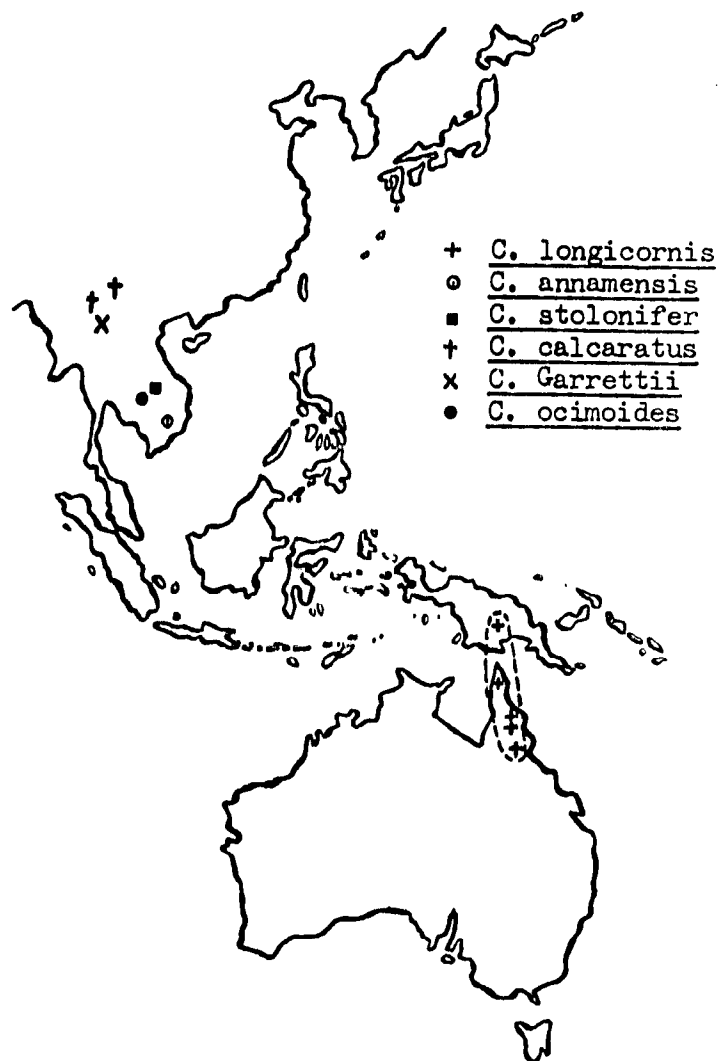 + C. longicornis
⊙ C. annamensis
■ C. stolonifer
† C. calcaratus
x C. Garrettii
● C. ocimoides